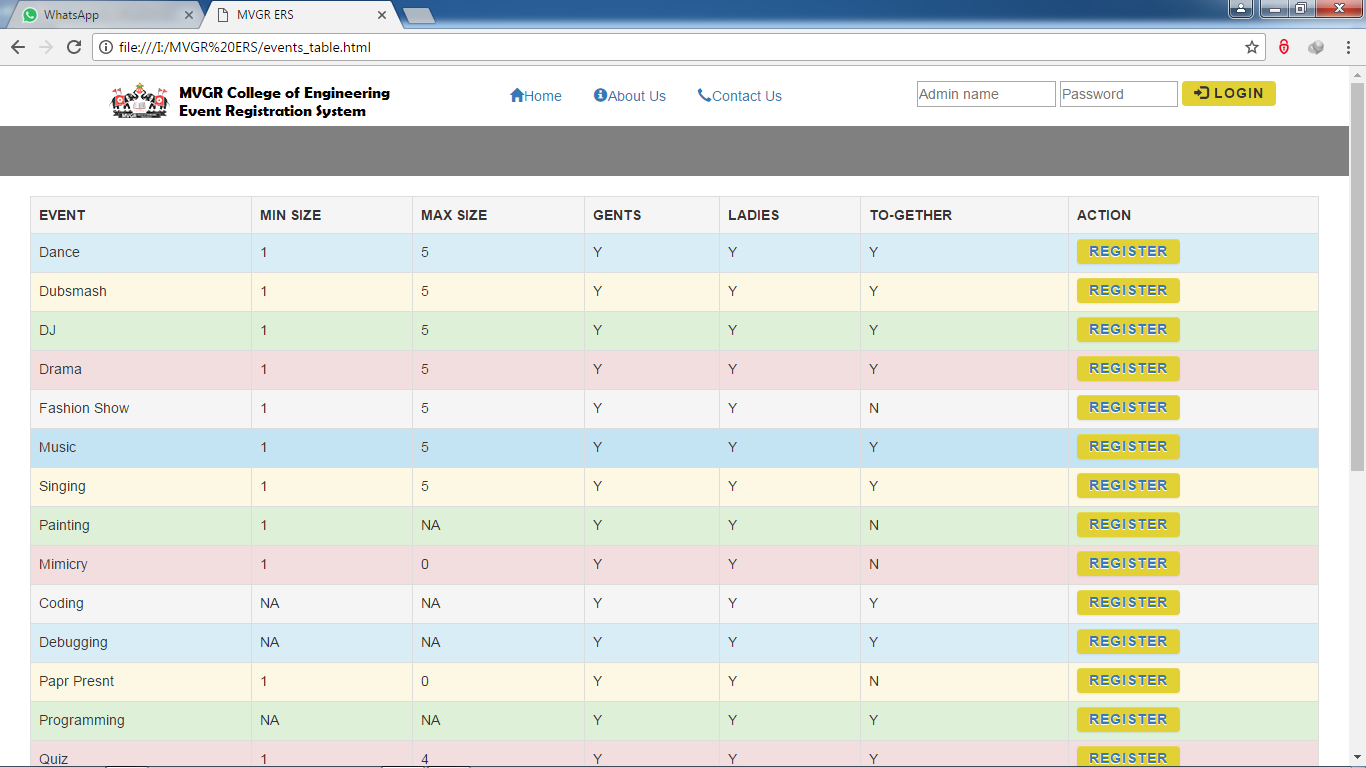 WhatsApp
MVGR ERS
file:///I:/MVGR%20ERS/events_table.html
MVGR College of Engineering
Event Registration System
Home
About Us
Contact Us
Admin name
Password
LOGIN
EVENT MIN SIZE MAX SIZE GENTS LADIES TO-GETHER ACTION
Dance 1 5 Y Y Y REGISTER
Dubsmash 1 5 Y Y Y REGISTER
DJ 1 5 Y Y Y REGISTER
Drama 1 5 Y Y Y REGISTER
Fashion Show 1 5 Y Y N REGISTER
Music 1 5 Y Y Y REGISTER
Singing 1 5 Y Y Y REGISTER
Painting 1 NA Y Y N REGISTER
Mimicry 1 0 Y Y N REGISTER
Coding NA NA Y Y Y REGISTER
Debugging NA NA Y Y Y REGISTER
Papr Presnt 1 0 Y Y N REGISTER
Programming NA NA Y Y Y REGISTER
Quiz 1 4 Y Y Y REGISTER